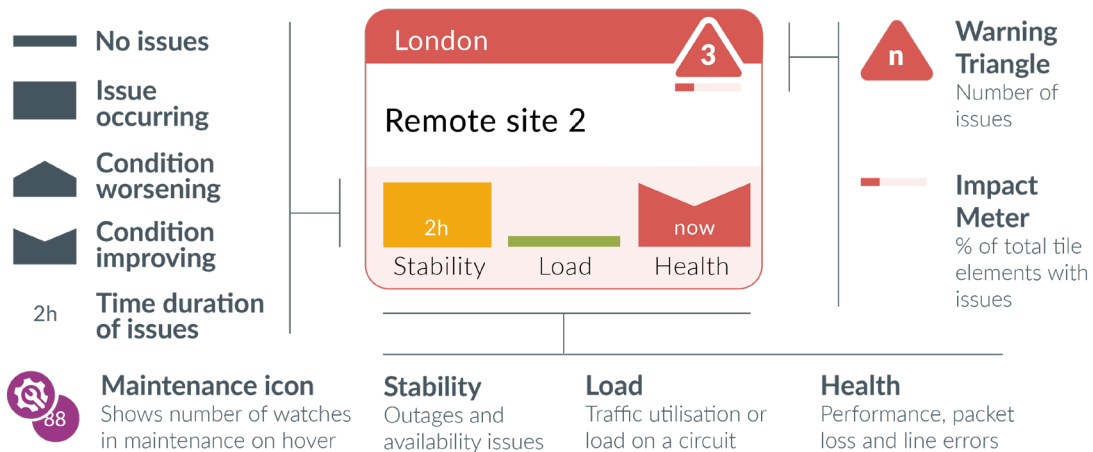 No issues
Issue
occurring
Condition
worsening
Condition
improving
2h
Time duration
of issues
88
Maintenance icon
Shows number of watches
in maintenance on hover
London
3
Remote site 2
2h
now
Stability
Load
Health
Stability
Outages and
availability issues
Load
Traffic utilisation or
load on a circuit
Health
Performance, packet
loss and line errors
n
Warning
Triangle
Number of
issues
Impact
Meter
% of total tile
elements with
issues